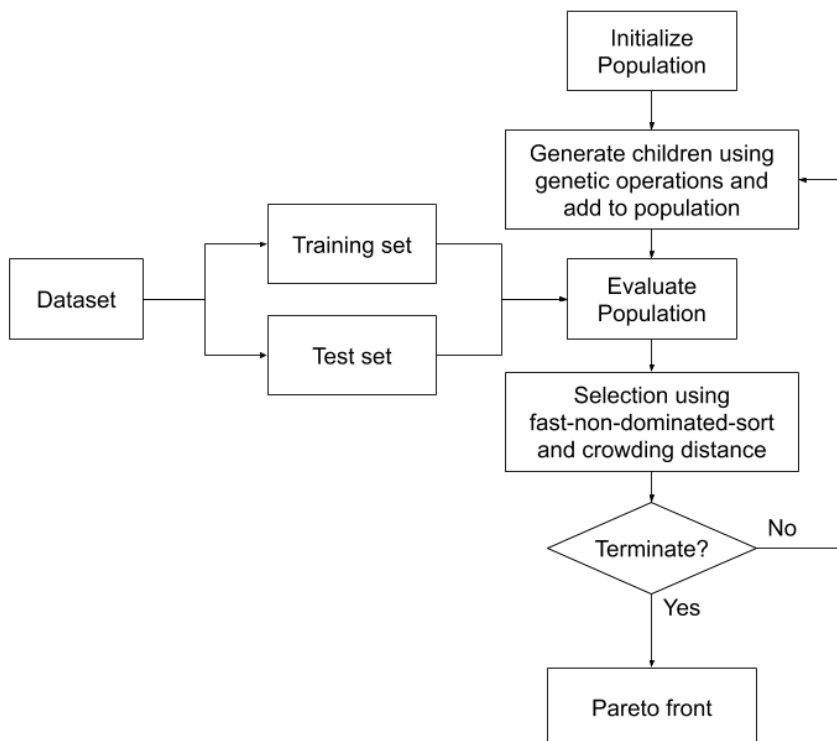 Initialize
Population
Generate children using
genetic operations and
add to population
Training set
Dataset
Test set
Evaluate
Population
Selection using
fast-non-dominated-sort
and crowding distance
Terminate?
No
Yes
Pareto front